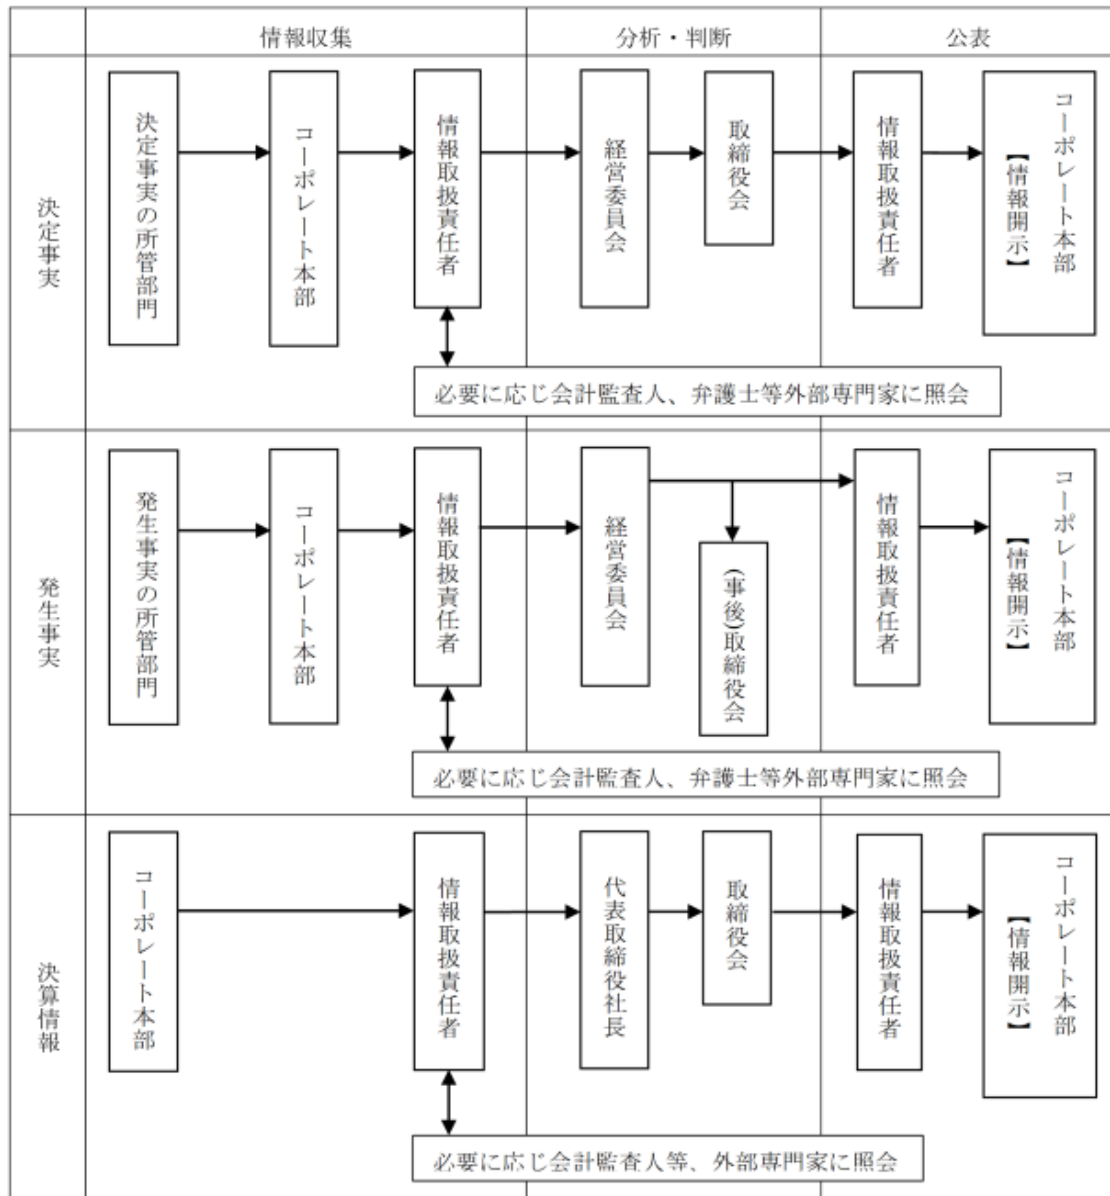 情報収集
分析・判断
公表
決定事実
決定事実の所管部門
コーポレート本部
情報取扱責任者
経営委員会
取締役会
情報取扱責任者
コーポレート本部
【情報開示】
必要に応じ会計監査人、弁護士等外部専門家に照会
発生事実
発生事実の所管部門
コーポレート本部
情報取扱責任者
経営委員会
(事後)取締役会
情報取扱責任者
コーポレート本部
【情報開示】
必要に応じ会計監査人、弁護士等外部専門家に照会
決算情報
コーポレート本部
情報取扱責任者
代表取締役社長
取締役会
情報取扱責任者
コーポレート本部
【情報開示】
必要に応じ会計監査人等、外部専門家に照会